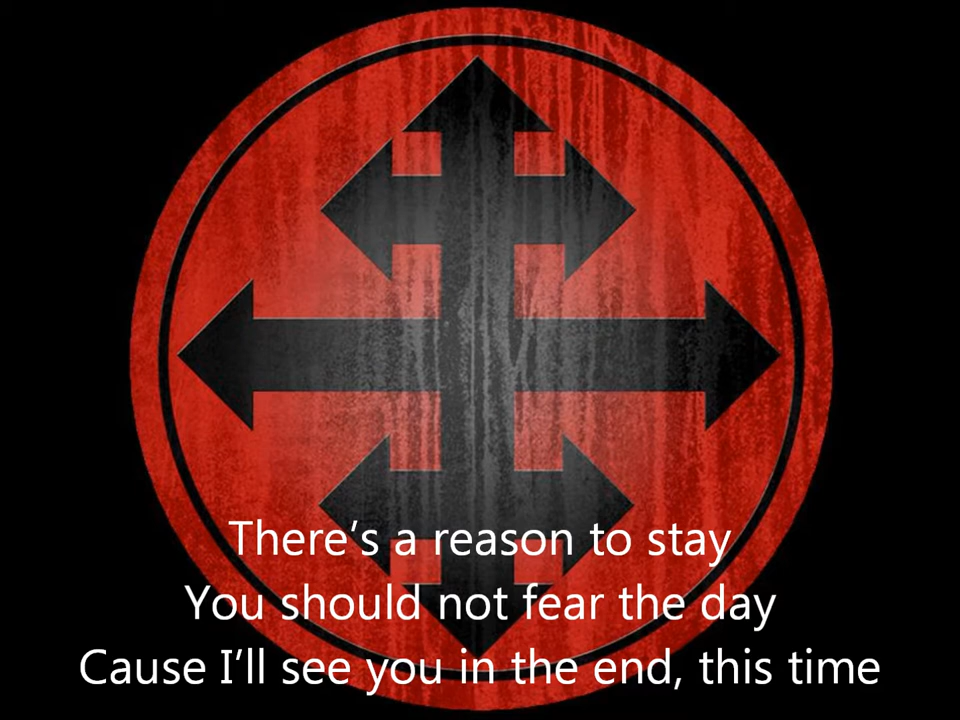 There’s a reason to stay
You should not fear the day
Cause I’ll see you in the end, this time